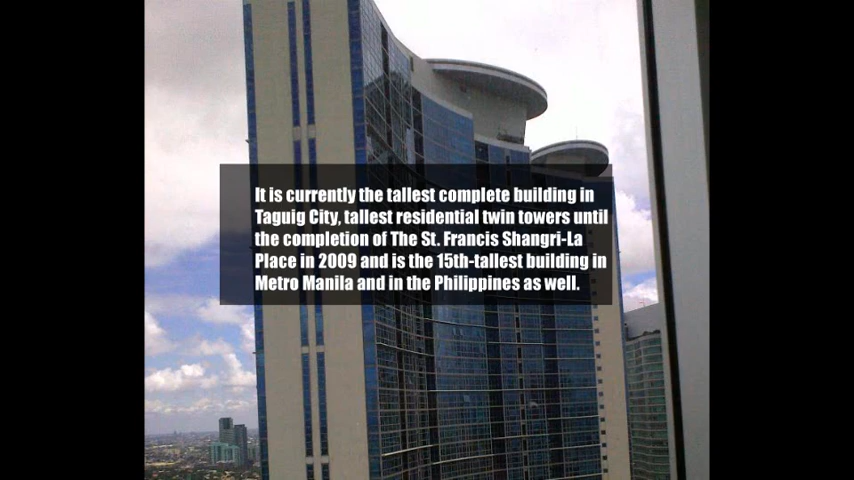 It is currently the tallest complete building in
Taguig City, tallest residential twin towers until
the completion of The St. Francis Shangri-La
Place in 2009 and is the 15th-tallest building in
Metro Manila and in the Philippines as well.